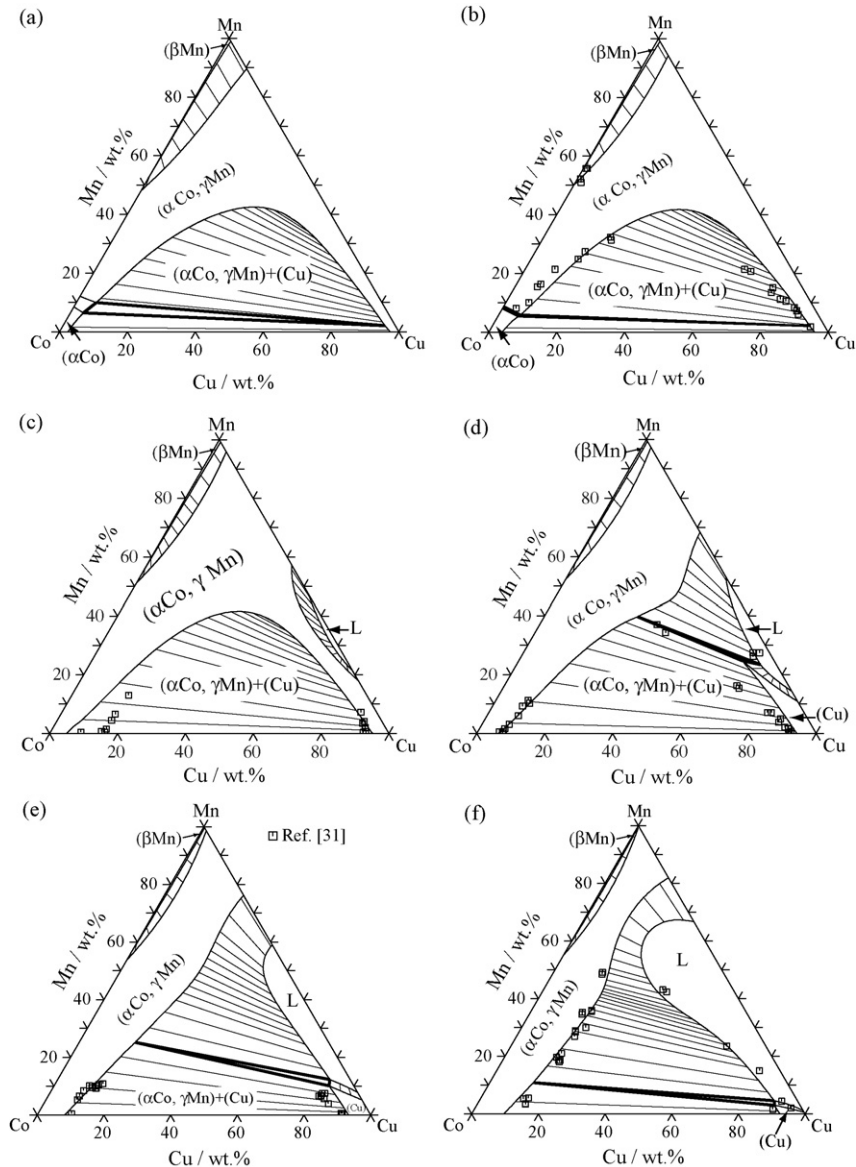 (a)
Mn
(βMn)
80
60
40
20
Mn / wt.%
(αCo, γMn)
(αCo, γMn)+(Cu)
Co
(αCo)
20
40
60
80
Cu
Cu / wt.%
(b)
Mn
(βMn)
80
60
40
20
Mn / wt.%
(αCo, γMn)
(αCo, γMn)+(Cu)
Co
(αCo)
20
40
60
80
Cu
Cu / wt.%
(c)
Mn
(βMn)
80
60
40
20
Mn / wt.%
(αCo, γMn)
L
(αCo, γMn)+(Cu)
Co
20
40
60
80
Cu
Cu / wt.%
(d)
Mn
(βMn)
80
60
40
20
Mn / wt.%
(αCo, γMn)
L
(αCo, γMn)+(Cu)
(Cu)
Co
20
40
60
80
Cu
Cu / wt.%
(e)
Mn
Ref. [31]
(βMn)
80
60
40
20
Mn / wt.%
(αCo, γMn)
L
(αCo, γMn)+(Cu)
(Cu)
Co
20
40
60
80
Cu
Cu / wt.%
(f)
Mn
(βMn)
80
60
40
20
Mn / wt.%
(αCo, γMn)
L
(αCo, γMn)+(Cu)
Co
20
40
60
80
(Cu)
Cu
Cu / wt.%